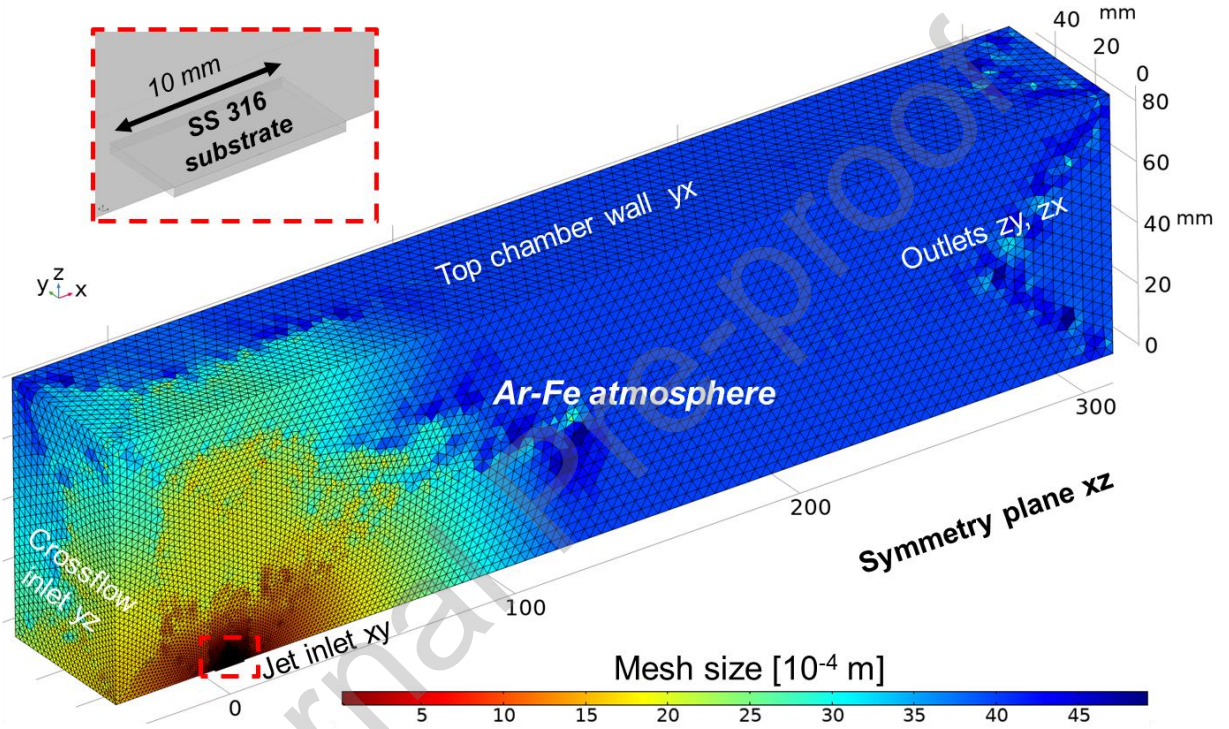 10 mm
SS 316
substrate
40 mm
20
0
80
60
40 mm
20
0
Top chamber wall yx
Outlets zy, zx
y z x
Ar-Fe atmosphere
300
200
Symmetry plane xz
100
Crossflow
inlet yz
Jet inlet xy
0
Mesh size [10⁻⁴ m]
5 10 15 20 25 30 35 40 45
rnal Pre-proof